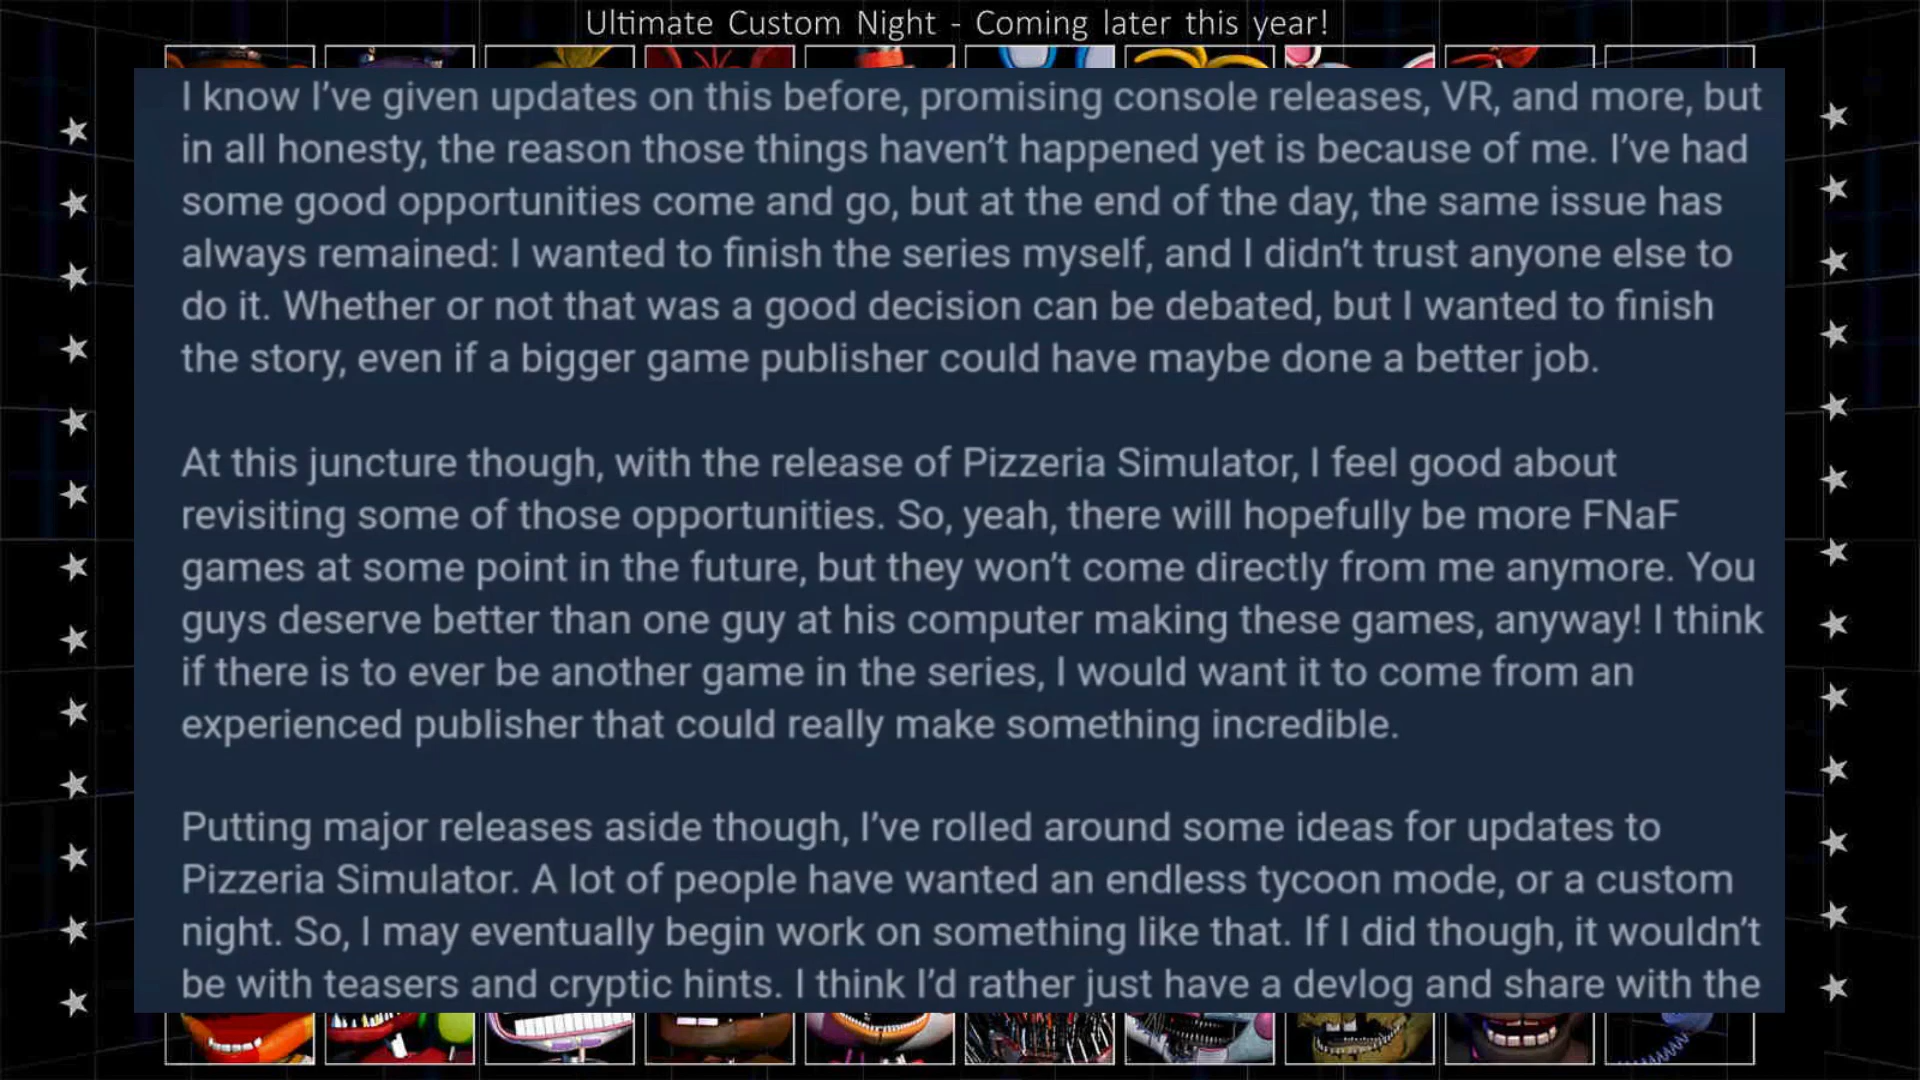 Ultimate Custom Night - Coming later this year!
I know I've given updates on this before, promising console releases, VR, and more, but
in all honesty, the reason those things haven't happened yet is because of me. I've had
some good opportunities come and go, but at the end of the day, the same issue has
always remained: I wanted to finish the series myself, and I didn't trust anyone else to
do it. Whether or not that was a good decision can be debated, but I wanted to finish
the story, even if a bigger game publisher could have maybe done a better job.
At this juncture though, with the release of Pizzeria Simulator, I feel good about
revisiting some of those opportunities. So, yeah, there will hopefully be more FNaF
games at some point in the future, but they won't come directly from me anymore. You
guys deserve better than one guy at his computer making these games, anyway! I think
if there is to ever be another game in the series, I would want it to come from an
experienced publisher that could really make something incredible.
Putting major releases aside though, I've rolled around some ideas for updates to
Pizzeria Simulator. A lot of people have wanted an endless tycoon mode, or a custom
night. So, I may eventually begin work on something like that. If I did though, it wouldn't
be with teasers and cryptic hints. I think I'd rather just have a devlog and share with the